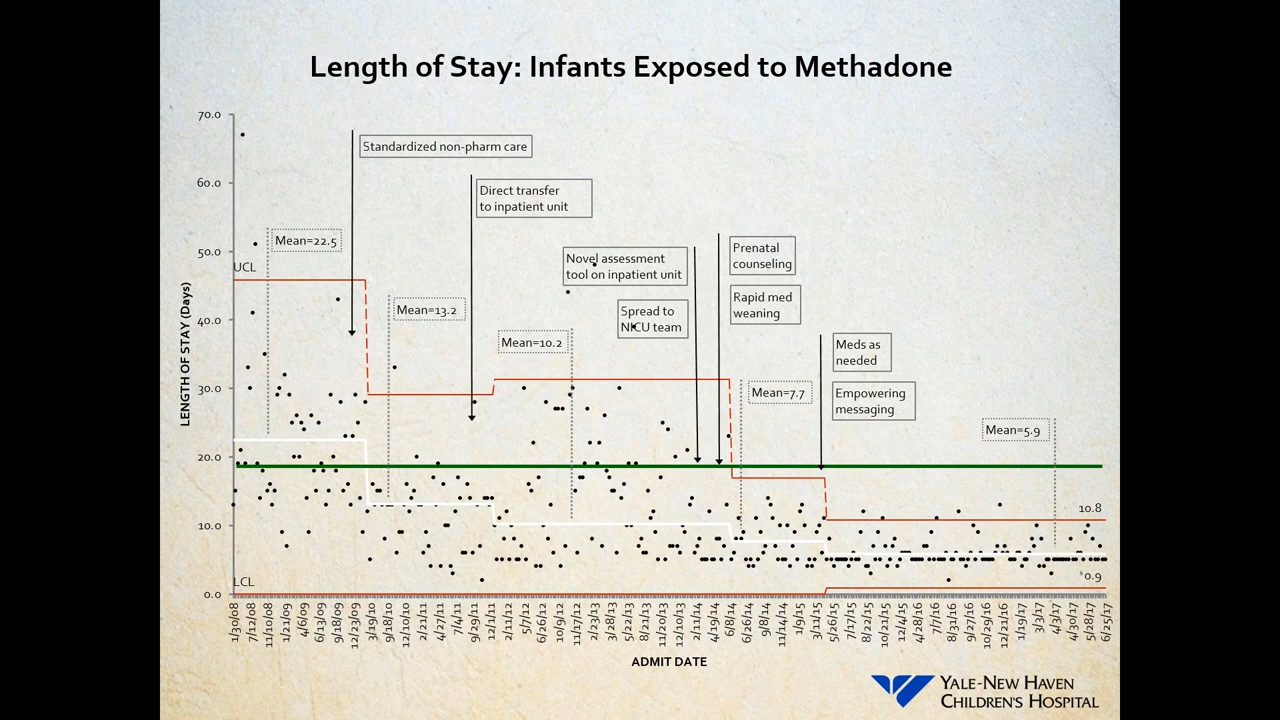 Length of Stay: Infants Exposed to Methadone
LENGTH OF STAY (Days)
70.0
60.0
50.0
40.0
30.0
20.0
10.0
0.0
UCL
LCL
Standardized non-pharm care
Direct transfer
to inpatient unit
Mean=22.5
Mean=13.2
Novel assessment
tool on inpatient unit
Spread to
NICU team
Mean=10.2
Prenatal
counseling
Rapid med
weaning
Meds as
needed
Empowering
messaging
Mean=7.7
Mean=5.9
10.8
0.9
1/30/08
7/12/08
11/10/08
1/21/09
4/6/09
6/13/09
9/18/09
12/23/09
3/19/10
9/18/10
12/10/10
2/21/11
4/27/11
7/4/11
9/29/11
12/1/11
2/11/12
5/7/12
6/26/12
10/9/12
11/17/12
2/23/13
3/28/13
5/22/13
8/21/13
11/20/13
12/10/13
2/11/14
4/19/14
6/8/14
6/26/14
9/8/14
11/14/14
1/9/15
3/11/15
5/26/15
7/17/15
8/22/15
10/21/15
12/4/15
2/6/16
7/7/16
8/31/16
9/27/16
10/29/16
12/21/16
1/19/17
3/3/17
4/3/17
4/30/17
5/28/17
6/25/17
ADMIT DATE
YALE-NEW HAVEN
CHILDREN'S HOSPITAL